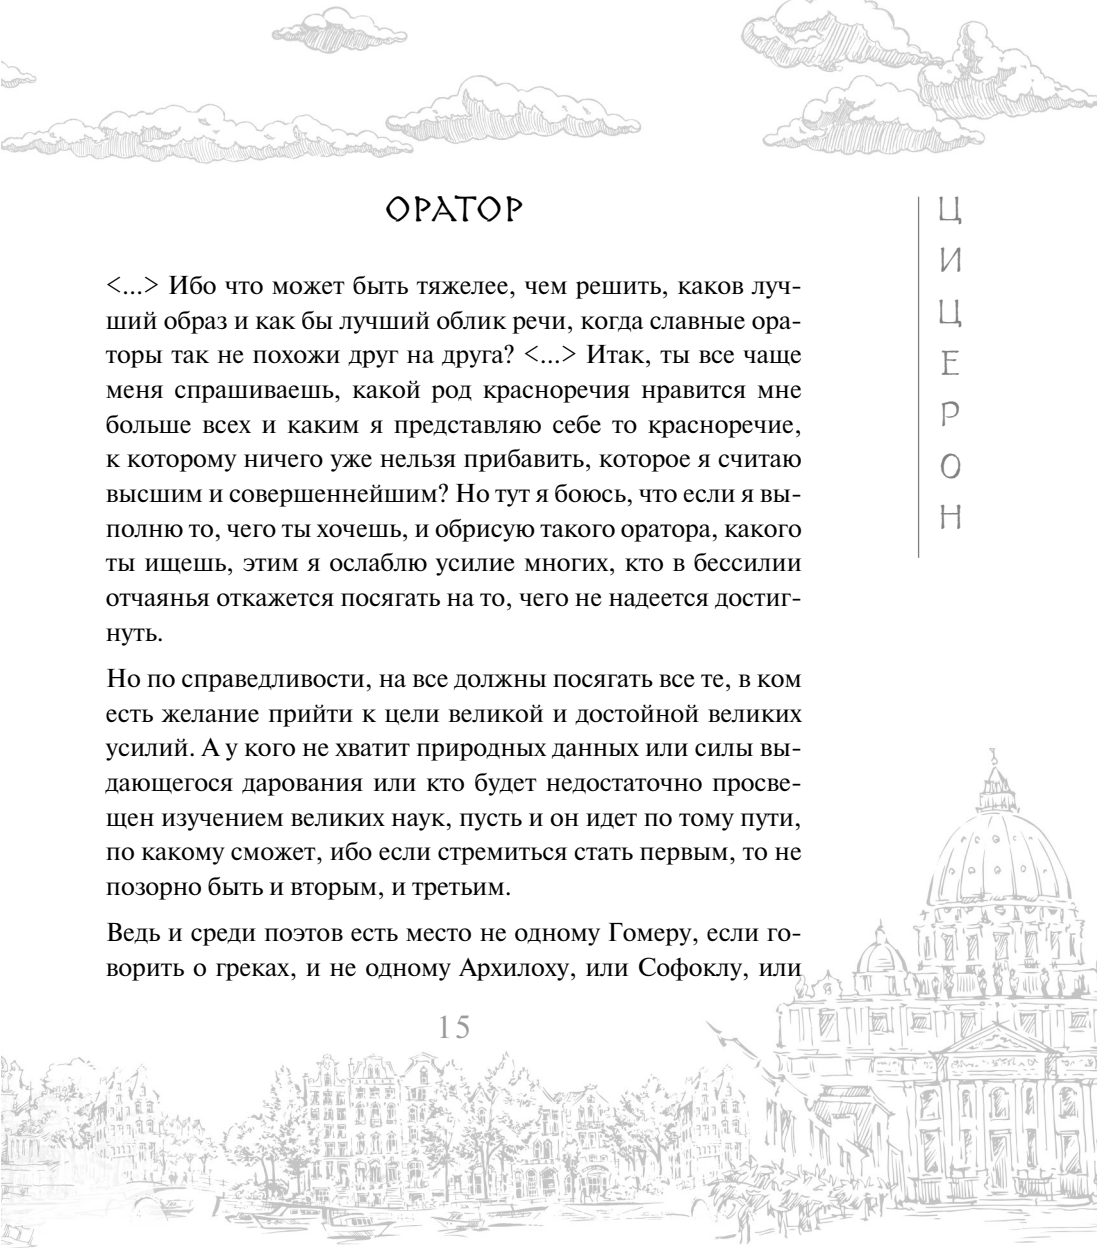 ОРАТОР
<...> Ибо что может быть тяжелее, чем решить, каков луч-
ший образ и как бы лучший облик речи, когда славные ора-
торы так не похожи друг на друга? <...> Итак, ты все чаще
меня спрашиваешь, какой род красноречия нравится мне
больше всех и каким я представляю себе то красноречие,
к которому ничего уже нельзя прибавить, которое я считаю
высшим и совершеннейшим? Но тут я боюсь, что если я вы-
полню то, чего ты хочешь, и обрисую такого оратора, какого
ты ищешь, этим я ослаблю усилие многих, кто в бессилии
отчаянья откажется посягать на то, чего не надеется достиг-
нуть.
Но по справедливости, на все должны посягать все те, в ком
есть желание прийти к цели великой и достойной великих
усилий. А у кого не хватит природных данных или силы вы-
дающегося дарования или кто будет недостаточно просве-
щен изучением великих наук, пусть и он идет по тому пути,
по какому сможет, ибо если стремиться стать первым, то не
позорно быть и вторым, и третьим.
Ведь и среди поэтов есть место не одному Гомеру, если го-
ворить о греках, и не одному Архилоху, или Софоклу, или
15
ЦИЦЕРОН